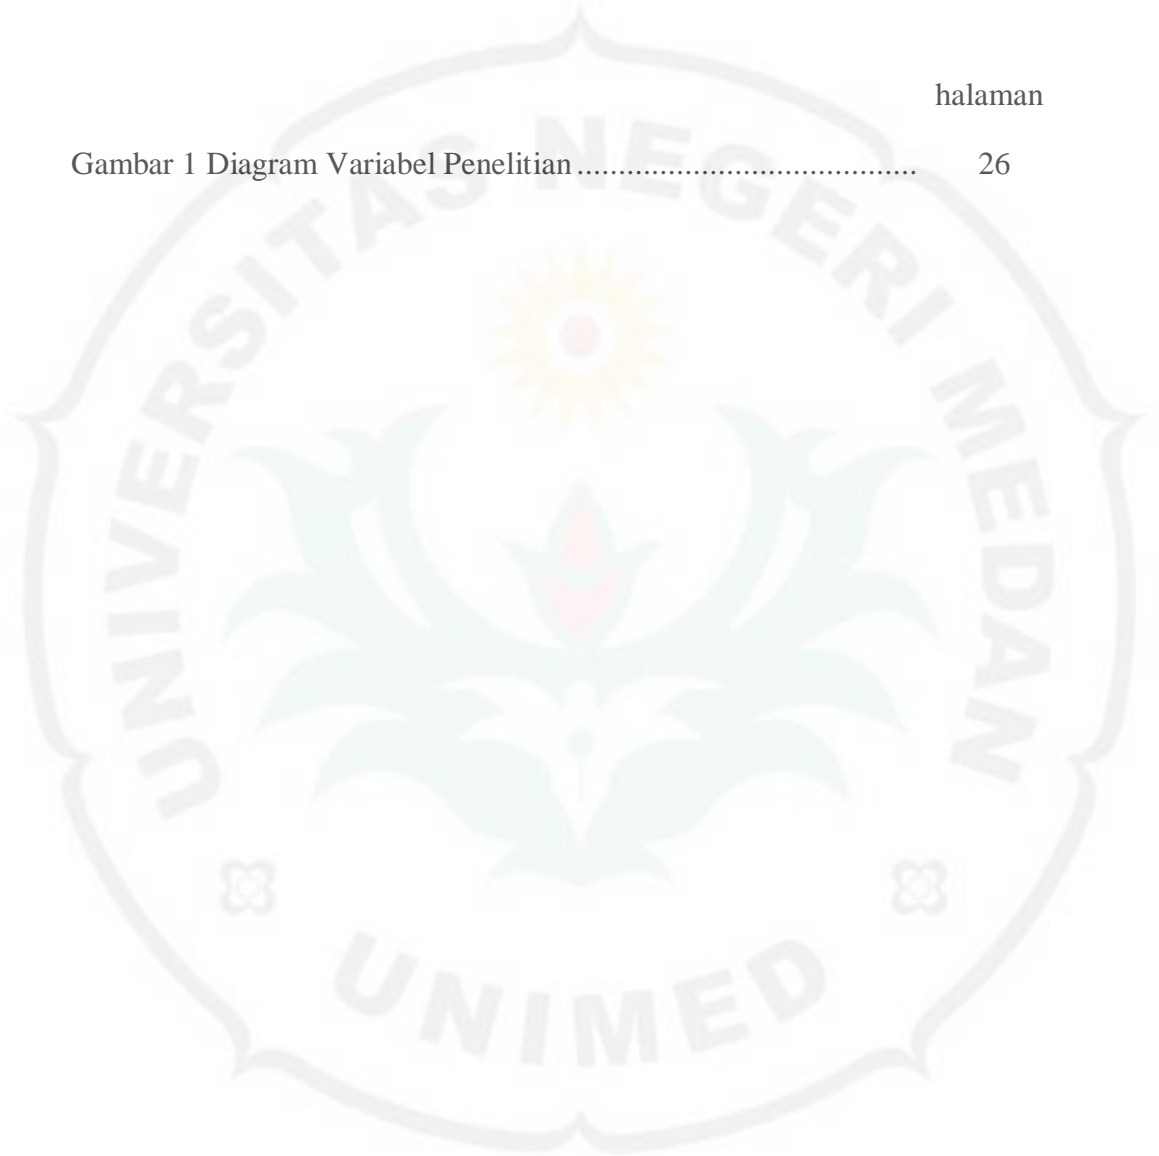 halaman
Gambar 1 Diagram Variabel Penelitian ......................................... 26
UNIVERSITAS NEGERI MEDAN
UNIMED